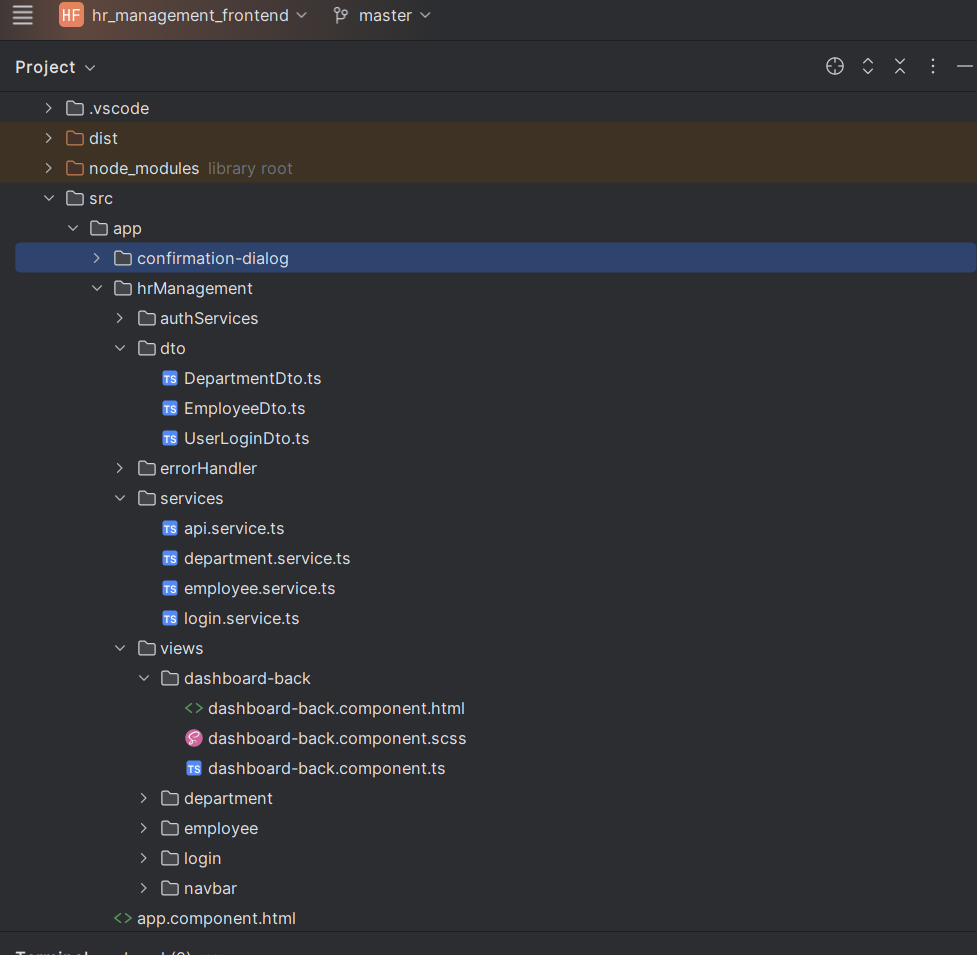 HF hr_management_frontend master
Project
.vscode
dist
node_modules library root
src
app
confirmation-dialog
hrManagement
authServices
dto
TS DepartmentDto.ts
TS EmployeeDto.ts
TS UserLoginDto.ts
errorHandler
services
TS api.service.ts
TS department.service.ts
TS employee.service.ts
TS login.service.ts
views
dashboard-back
<> dashboard-back.component.html
dashboard-back.component.scss
TS dashboard-back.component.ts
department
employee
login
navbar
<> app.component.html
Terminal